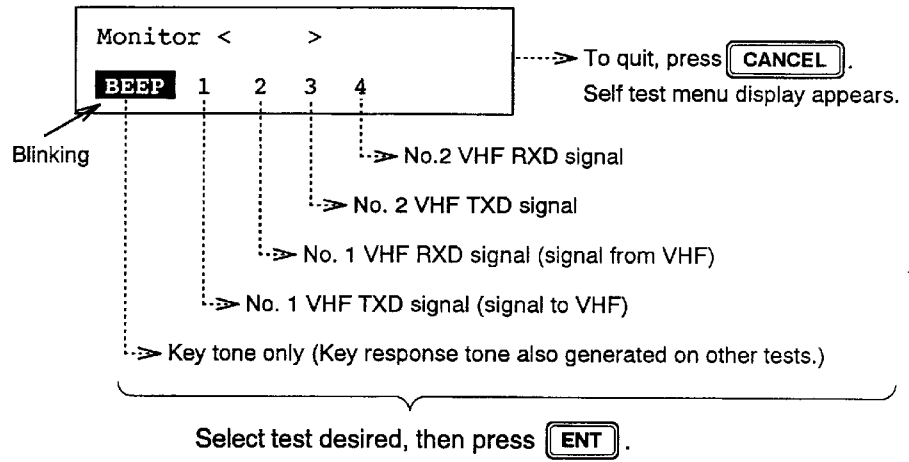 Monitor < >
BEEP 1 2 3 4
To quit, press CANCEL.
Self test menu display appears.
Blinking
No.2 VHF RXD signal
No. 2 VHF TXD signal
No. 1 VHF RXD signal (signal from VHF)
No. 1 VHF TXD signal (signal to VHF)
Key tone only (Key response tone also generated on other tests.)
Select test desired, then press ENT.